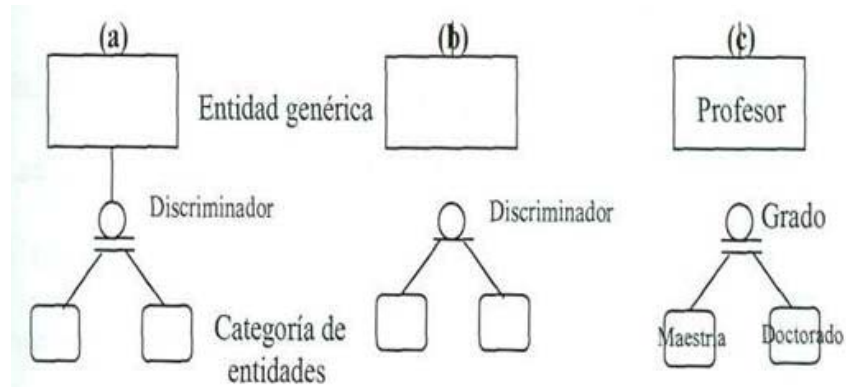 (a)
(b)
(c)
Entidad genérica
Profesor
Discriminador
Discriminador
Grado
Categoría de
entidades
Maestria
Doctorado